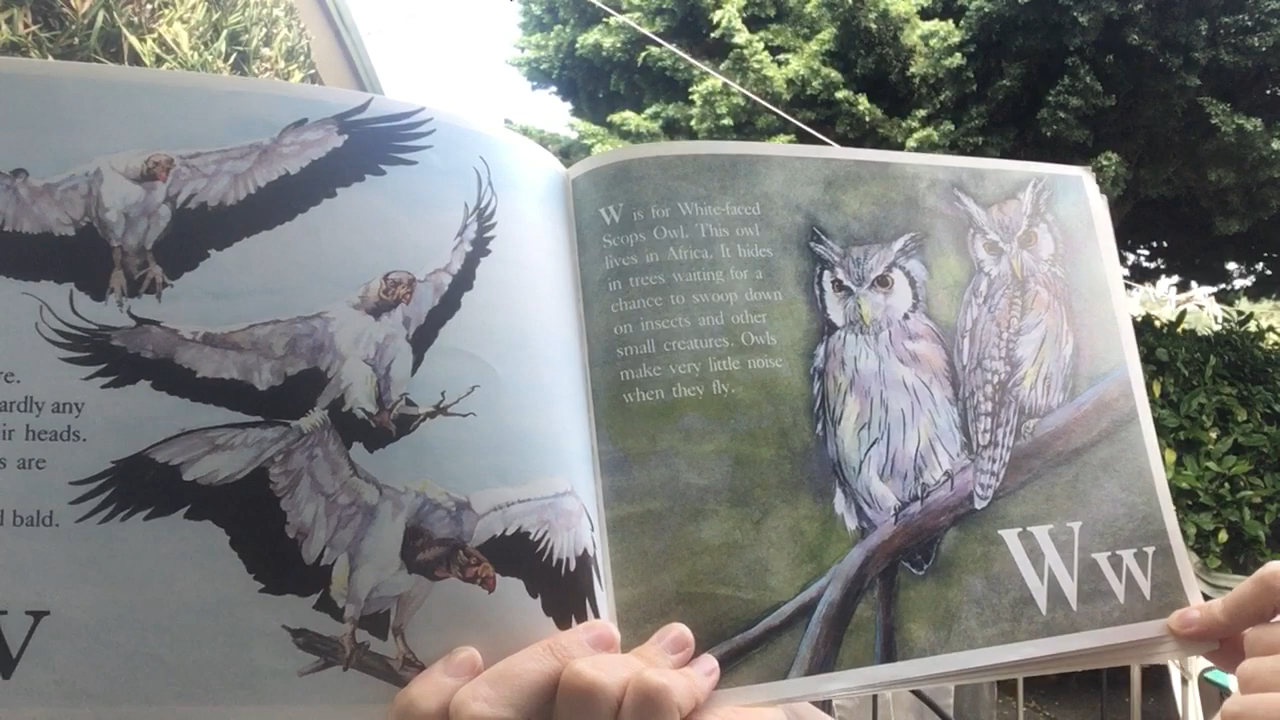 re.
ardly any
ir heads.
s are
d bald.
v
W is for White-faced
Scops Owl. This owl
lives in Africa. It hides
in trees waiting for a
chance to swoop down
on insects and other
small creatures. Owls
make very little noise
when they fly.
W w